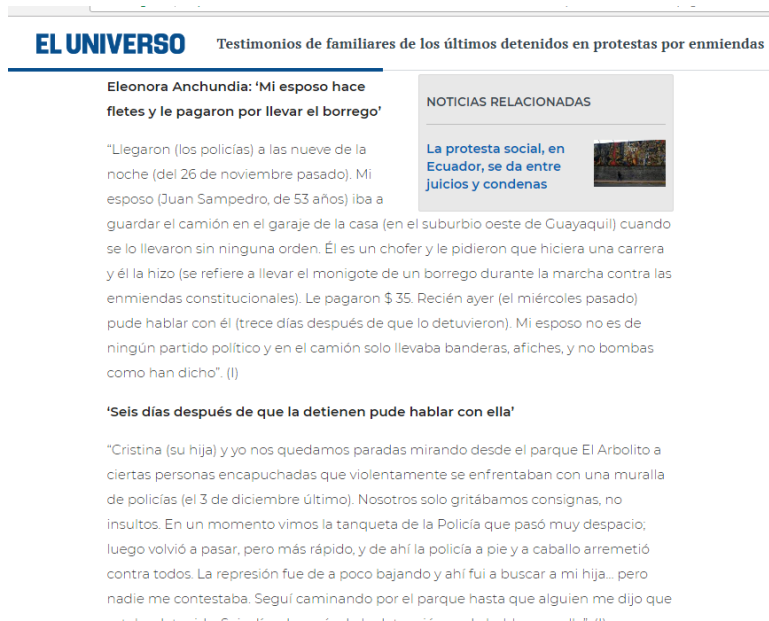 EL UNIVERSO
Testimonios de familiares de los últimos detenidos en protestas por enmiendas
Eleonora Anchundia: ‘Mi esposo hace
fletes y le pagaron por llevar el borrego’
“Llegaron (los policías) a las nueve de la
noche (del 26 de noviembre pasado). Mi
esposo (Juan Sampedro, de 53 años) iba a
guardar el camión en el garaje de la casa (en el suburbio oeste de Guayaquil) cuando
se lo llevaron sin ninguna orden. Él es un chofer y le pidieron que hiciera una carrera
y él la hizo (se refiere a llevar el monigote de un borrego durante la marcha contra las
enmiendas constitucionales). Le pagaron $ 35. Recién ayer (el miércoles pasado)
pude hablar con él (trece días después de que lo detuvieron). Mi esposo no es de
ningún partido político y en el camión solo llevaba banderas, afiches, y no bombas
como han dicho”. (I)
NOTICIAS RELACIONADAS
La protesta social, en
Ecuador, se da entre
juicios y condenas
‘Seis días después de que la detienen pude hablar con ella’
“Cristina (su hija) y yo nos quedamos paradas mirando desde el parque El Arbolito a
ciertas personas encapuchadas que violentamente se enfrentaban con una muralla
de policías (el 3 de diciembre último). Nosotros solo gritábamos consignas, no
insultos. En un momento vimos la tanqueta de la Policía que pasó muy despacio;
luego volvió a pasar, pero más rápido, y de ahí la policía a pie y a caballo arremetió
contra todos. La represión fue de a poco bajando y ahí fui a buscar a mi hija... pero
nadie me contestaba. Seguí caminando por el parque hasta que alguien me dijo que